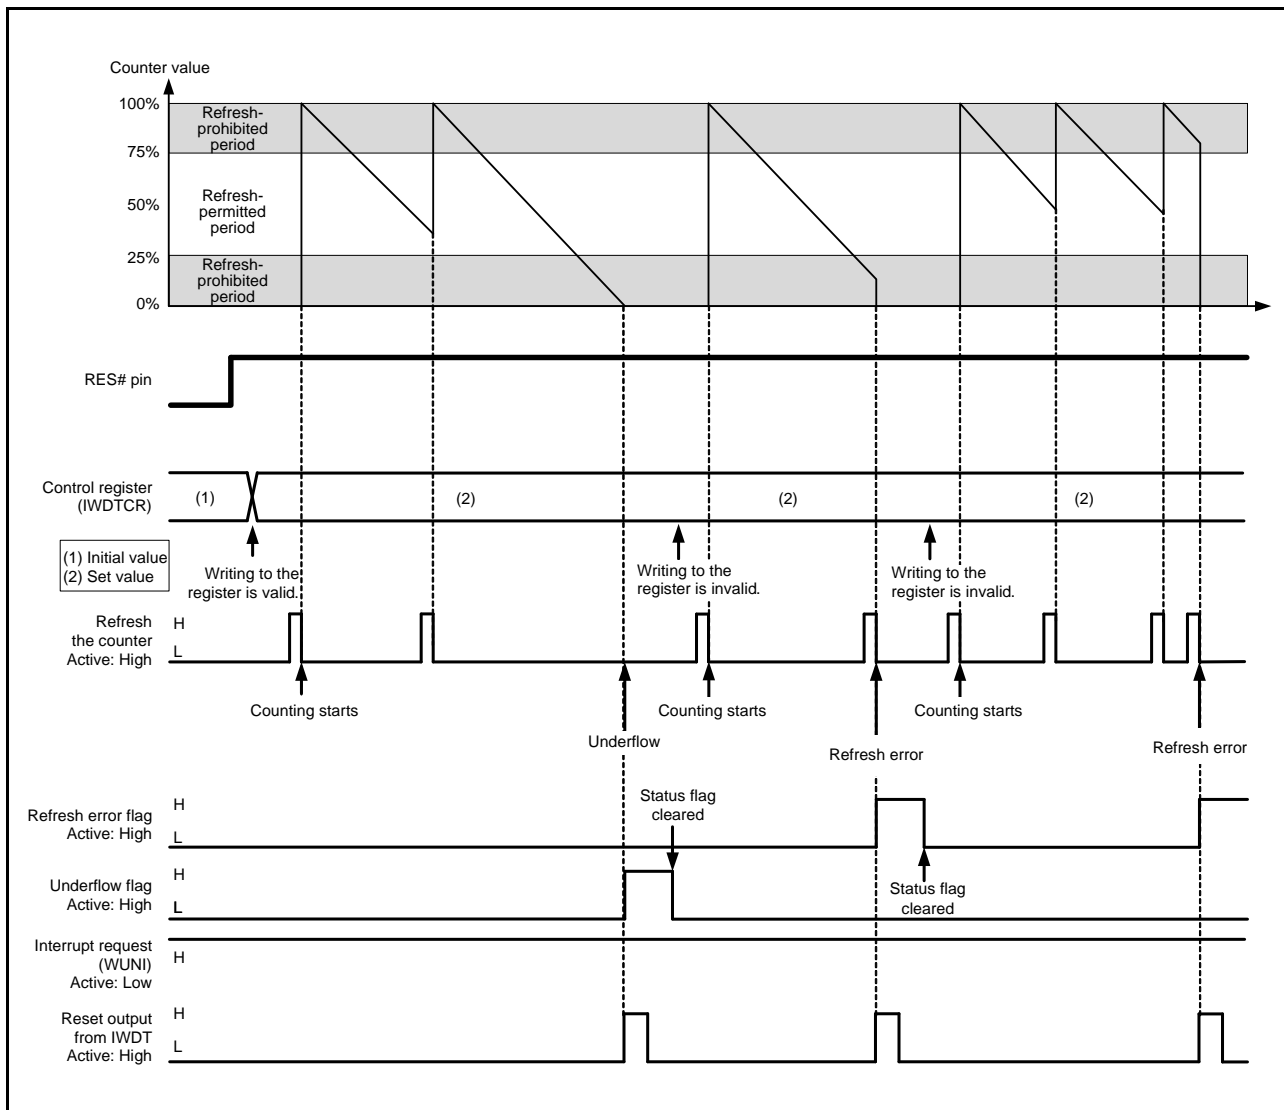 Counter value
100%
Refresh-
prohibited
period
75%
50%
Refresh-
permitted
period
25%
Refresh-
prohibited
period
0%
RES# pin
Control register
(IWDTCR)
(1)
(2)
(2)
(2)
(1) Initial value
(2) Set value
Writing to the
register is valid.
Writing to the
register is invalid.
Writing to the
register is invalid.
Refresh
the counter
Active: High
H
L
Counting starts
Counting starts
Counting starts
Underflow
Refresh error
Refresh error
Refresh error flag
Active: High
H
L
Status flag
cleared
Underflow flag
Active: High
H
L
Status flag
cleared
Interrupt request
(WUNI)
Active: Low
H
Reset output
from IWDT
Active: High
H
L